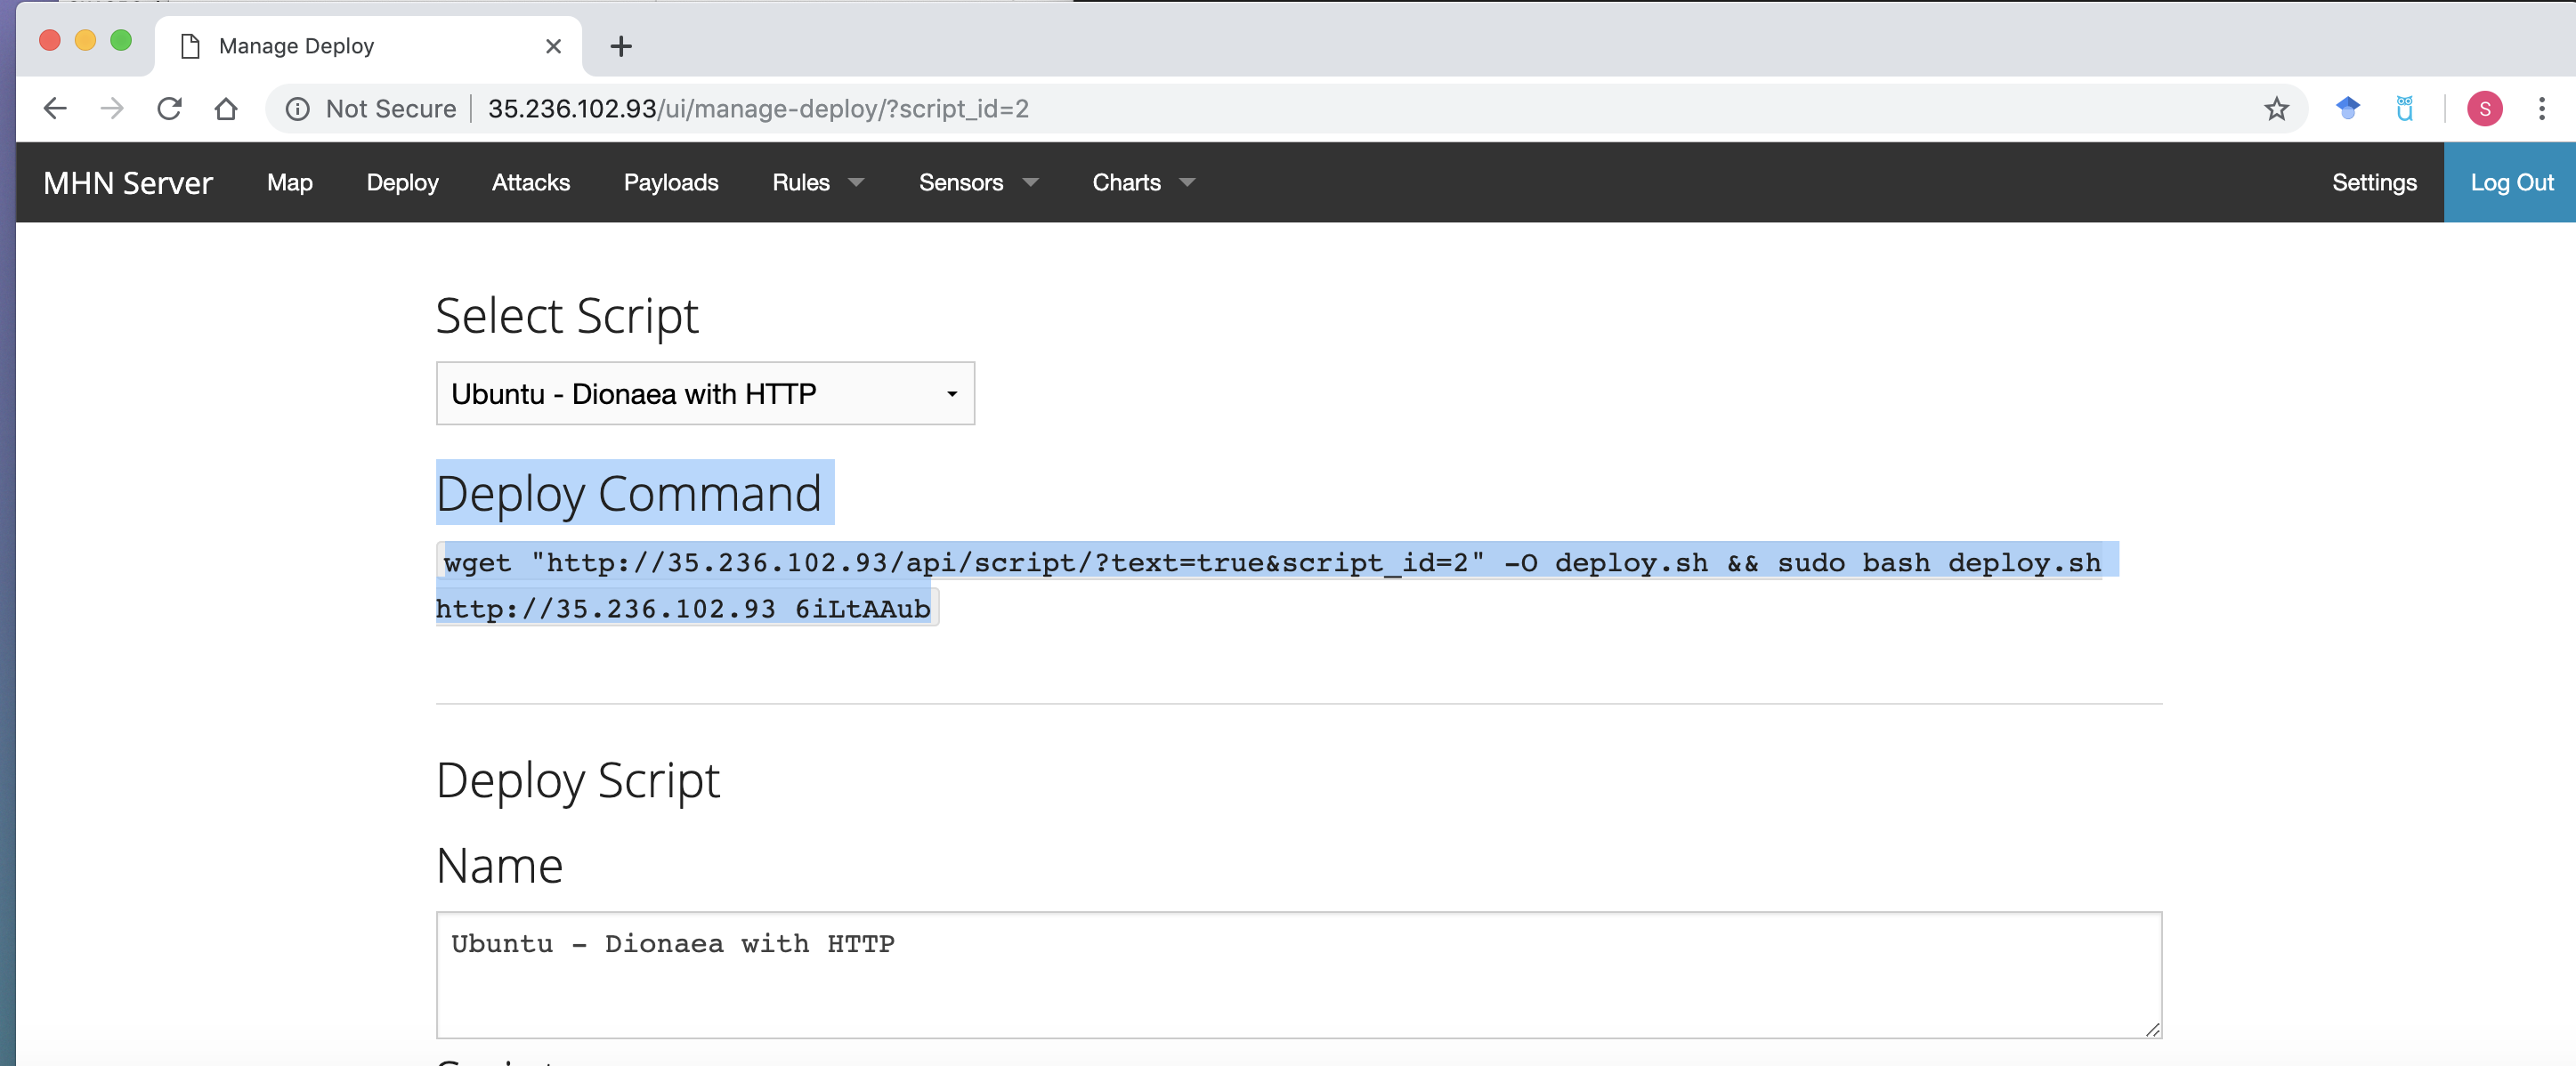 Manage Deploy
Not Secure 35.236.102.93/ui/manage-deploy/?script_id=2 S
MHN Server Map Deploy Attacks Payloads Rules Sensors Charts Settings Log Out
Select Script
Ubuntu - Dionaea with HTTP
Deploy Command
wget "http://35.236.102.93/api/script/?text=true&script_id=2" -O deploy.sh && sudo bash deploy.sh
http://35.236.102.93 6iLtAAub
Deploy Script
Name
Ubuntu - Dionaea with HTTP